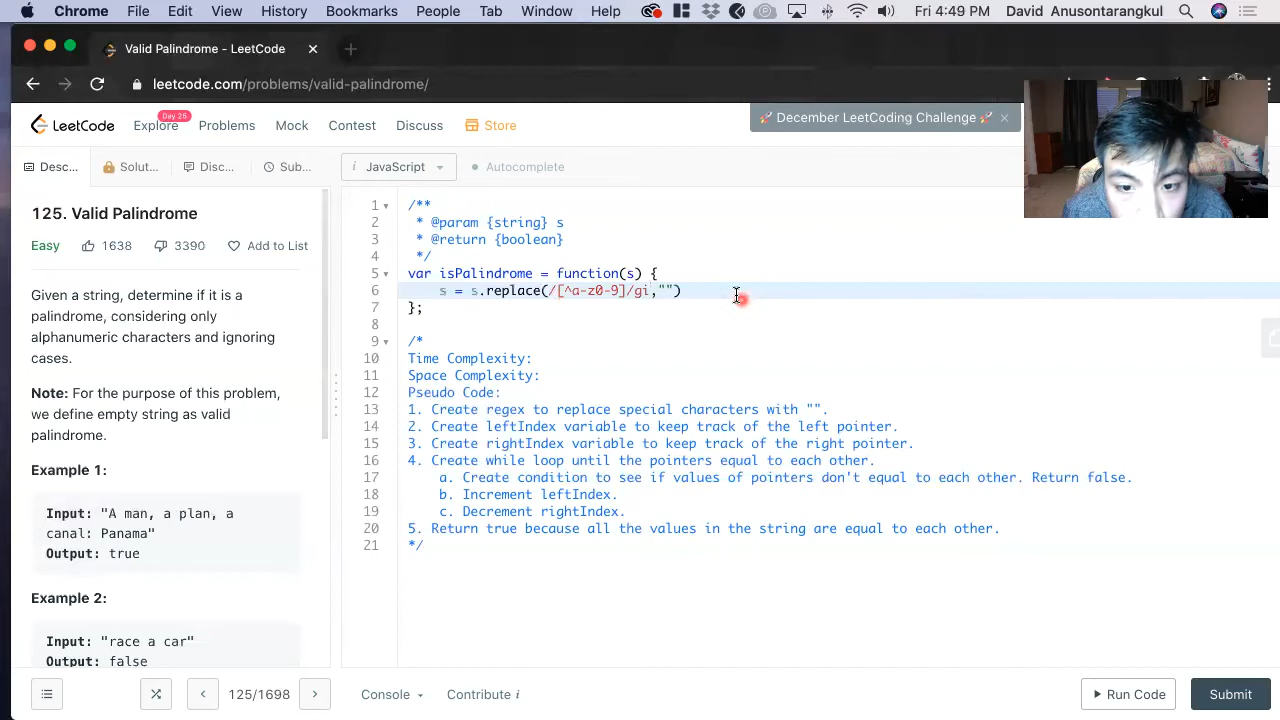 Chrome File Edit View History Bookmarks People Tab Window Help Fri 4:49 PM David Anusontarangkul
Valid Palindrome - LeetCode
leetcode.com/problems/valid-palindrome/
LeetCode Explore Day 25 Problems Mock Contest Discuss Store
🚀 December LeetCoding Challenge 🚀
Desc... Solut... Disc... Sub...
i JavaScript Autocomplete
125. Valid Palindrome
Easy 1638 3390 Add to List
Given a string, determine if it is a
palindrome, considering only
alphanumeric characters and ignoring
cases.
Note: For the purpose of this problem,
we define empty string as valid
palindrome.
Example 1:
Input: "A man, a plan, a
canal: Panama"
Output: true
Example 2:
Input: "race a car"
Output: false
1 /**
2 * @param {string} s
3 * @return {boolean}
4 */
5 var isPalindrome = function(s) {
6 s = s.replace(/[^a-z0-9]/gi,"")
7 };
8
9 /*
10 Time Complexity:
11 Space Complexity:
12 Pseudo Code:
13 1. Create regex to replace special characters with "".
14 2. Create leftIndex variable to keep track of the left pointer.
15 3. Create rightIndex variable to keep track of the right pointer.
16 4. Create while loop until the pointers equal to each other.
17 a. Create condition to see if values of pointers don't equal to each other. Return false.
18 b. Increment leftIndex.
19 c. Decrement rightIndex.
20 5. Return true because all the values in the string are equal to each other.
21 */
125/1698
Console Contribute i
Run Code Submit